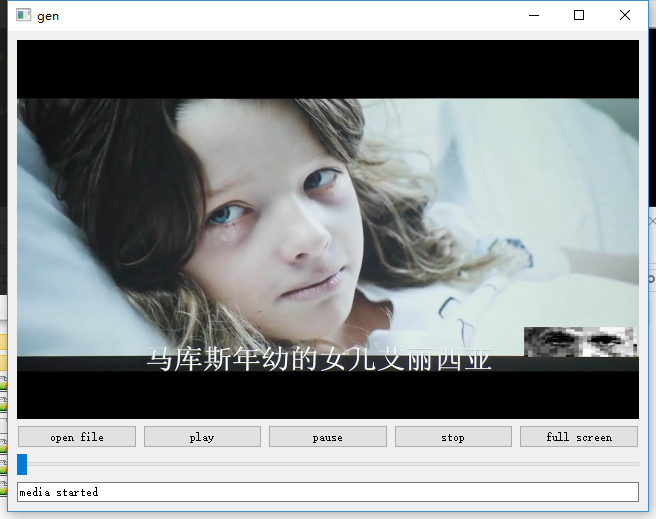 gen
马库斯年幼的女儿艾丽西亚
open file
play
pause
stop
full screen
media started